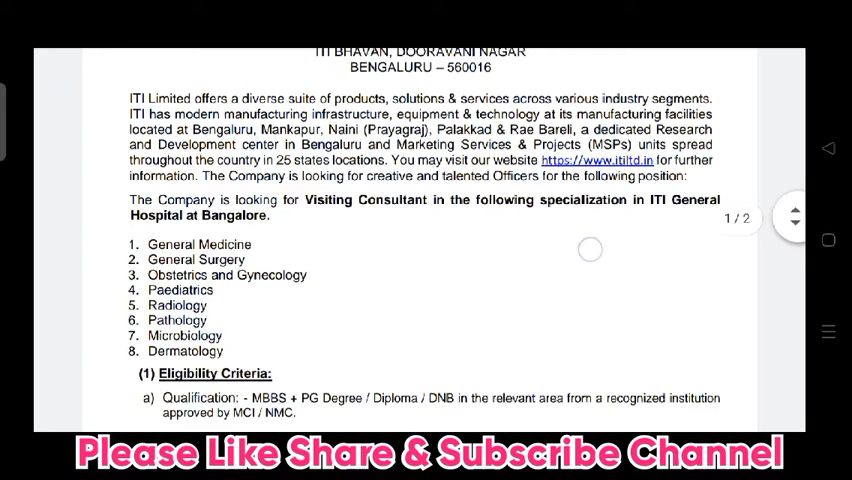 ITI BHAVAN, DOORAVANI NAGAR
BENGALURU – 560016
ITI Limited offers a diverse suite of products, solutions & services across various industry segments.
ITI has modern manufacturing infrastructure, equipment & technology at its manufacturing facilities
located at Bengaluru, Mankapur, Naini (Prayagraj), Palakkad & Rae Bareli, a dedicated Research
and Development center in Bengaluru and Marketing Services & Projects (MSPs) units spread
throughout the country in 25 states locations. You may visit our website https://www.itiltd.in for further
information. The Company is looking for creative and talented Officers for the following position:
The Company is looking for Visiting Consultant in the following specialization in ITI General
Hospital at Bangalore.
1 / 2
1. General Medicine
2. General Surgery
3. Obstetrics and Gynecology
4. Paediatrics
5. Radiology
6. Pathology
7. Microbiology
8. Dermatology
(1) Eligibility Criteria:
a) Qualification: - MBBS + PG Degree / Diploma / DNB in the relevant area from a recognized institution
approved by MCI / NMC.
Please Like Share & Subscribe Channel